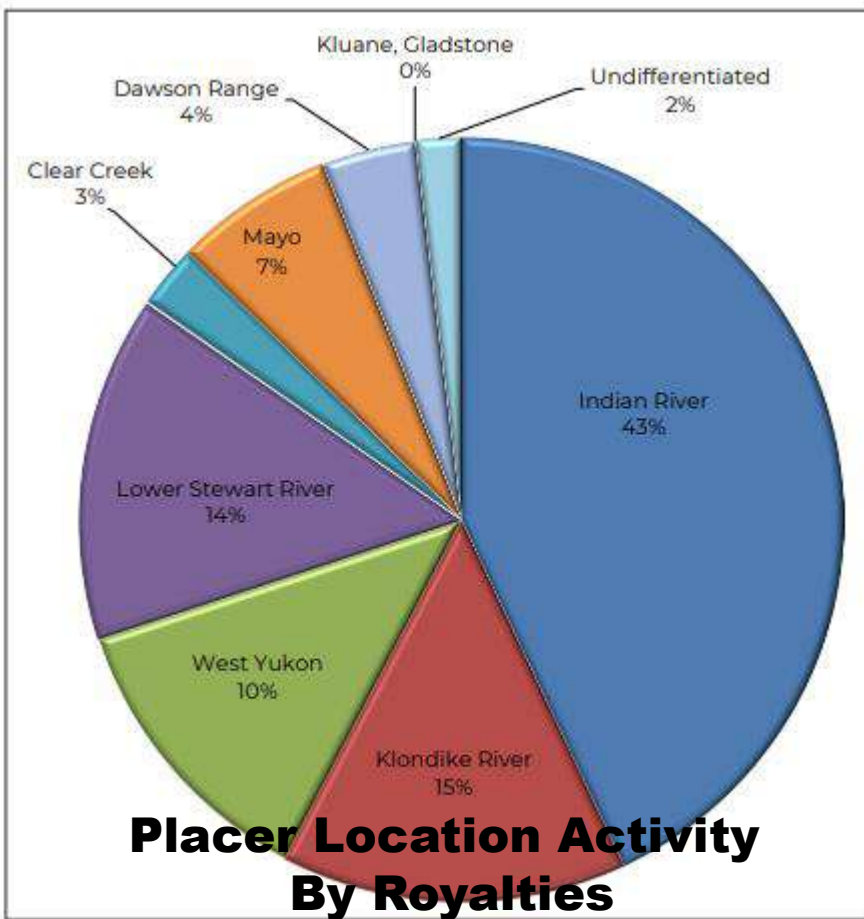 Kluane, Gladstone
0%
Undifferentiated
2%
Dawson Range
4%
Clear Creek
3%
Mayo
7%
Indian River
43%
Lower Stewart River
14%
West Yukon
10%
Klondike River
15%
Placer Location Activity
By Royalties